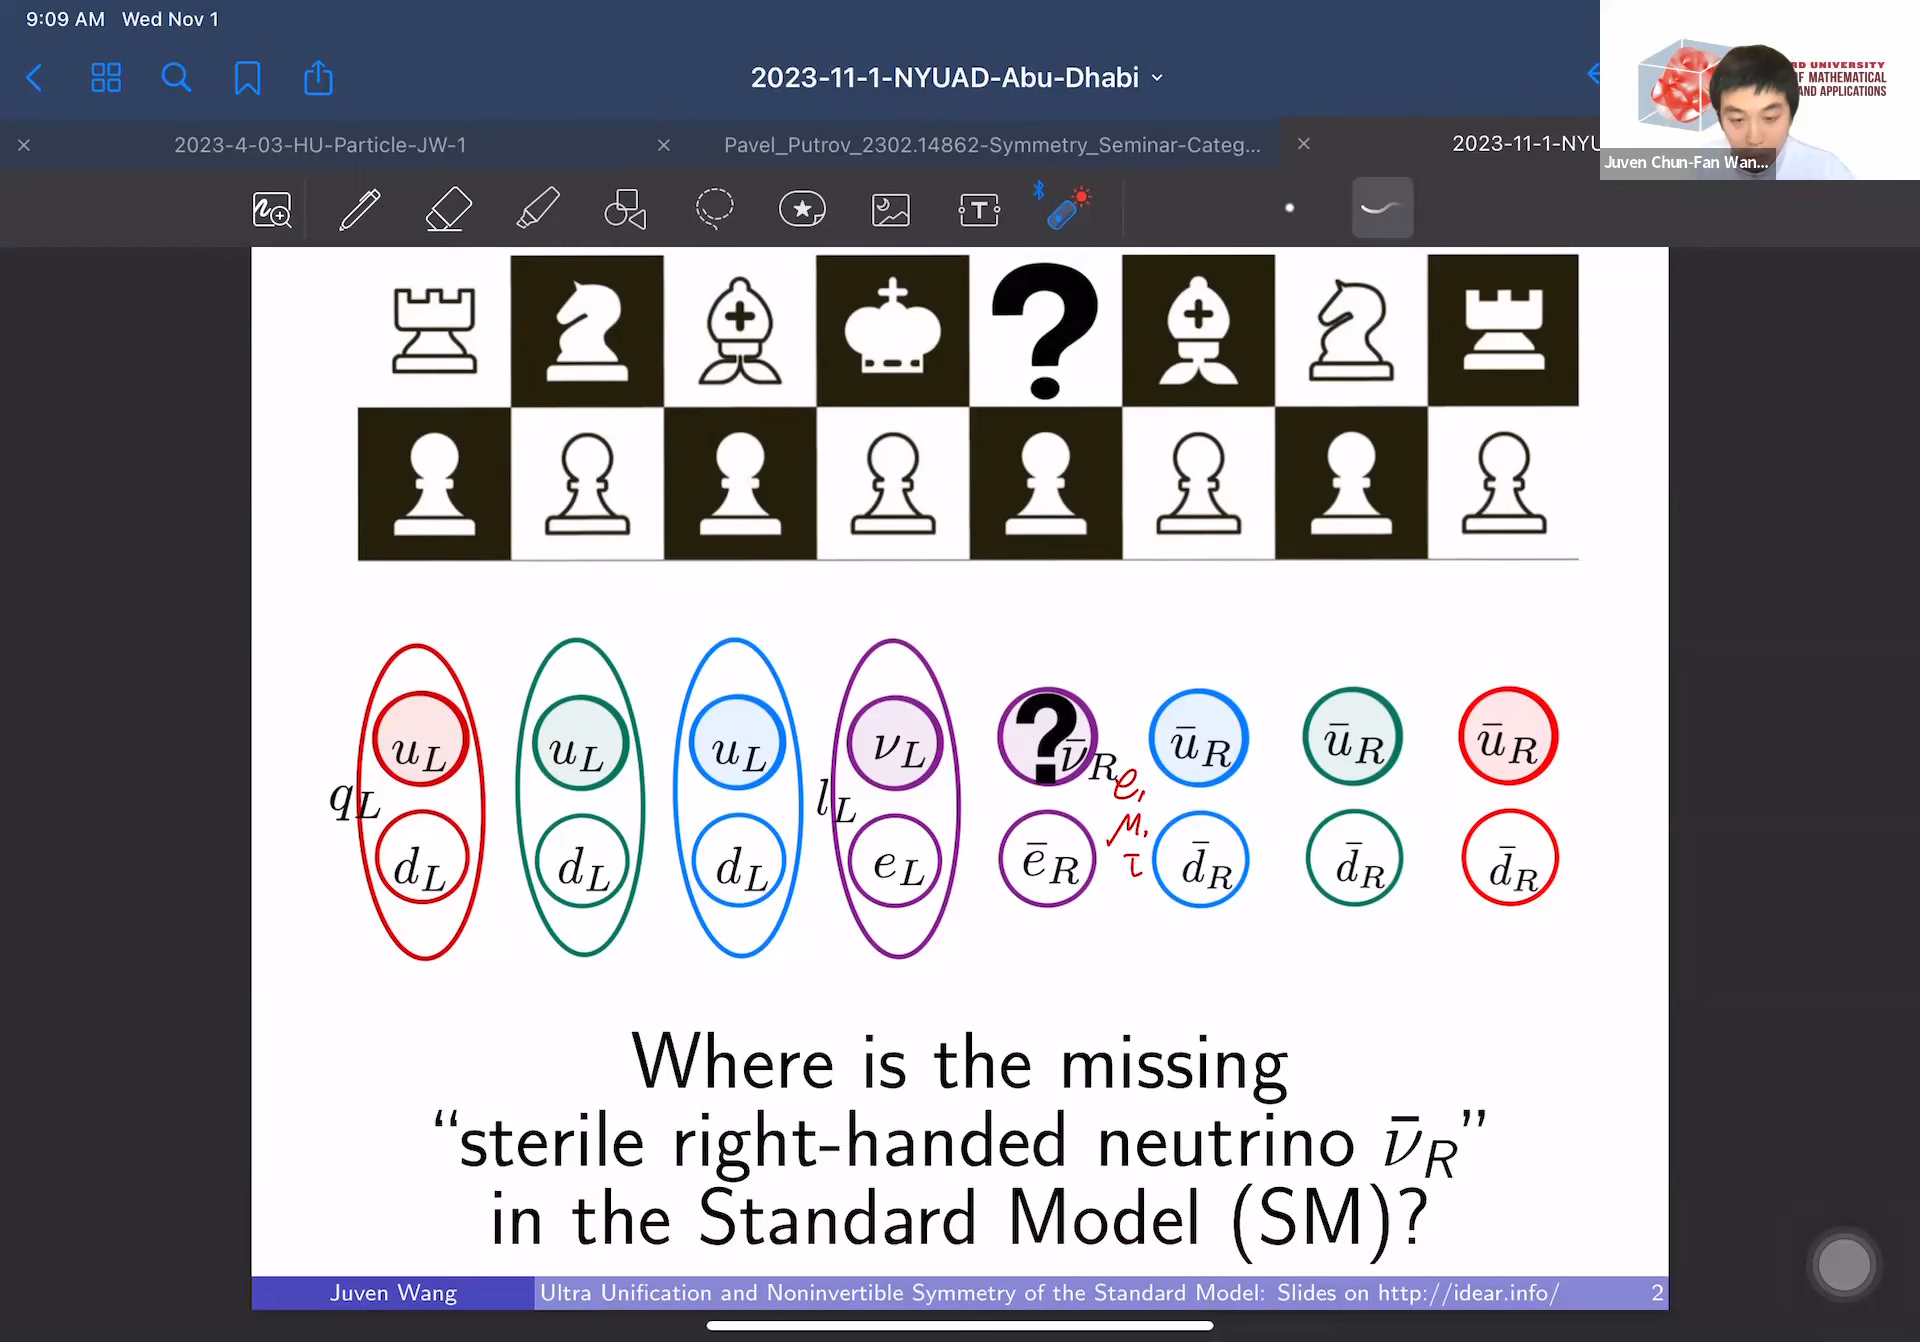 9:09 AM Wed Nov 1
2023-11-1-NYUAD-Abu-Dhabi
RD UNIVERSITY
OF MATHEMATICAL
AND APPLICATIONS
Juven Chun-Fan Wan...
2023-4-03-HU-Particle-JW-1
Pavel_Putrov_2302.14862-Symmetry_Seminar-Categ...
2023-11-1-NYU
T
?
u_L u_L u_L ν_L ? ν̄_R ū_R ū_R ū_R
q_L l_L e,
μ,
d_L d_L d_L e_L ē_R τ d̄_R d̄_R d̄_R
Where is the missing
“sterile right-handed neutrino ν̄_R”
in the Standard Model (SM)?
Juven Wang Ultra Unification and Noninvertible Symmetry of the Standard Model: Slides on http://idear.info/ 2